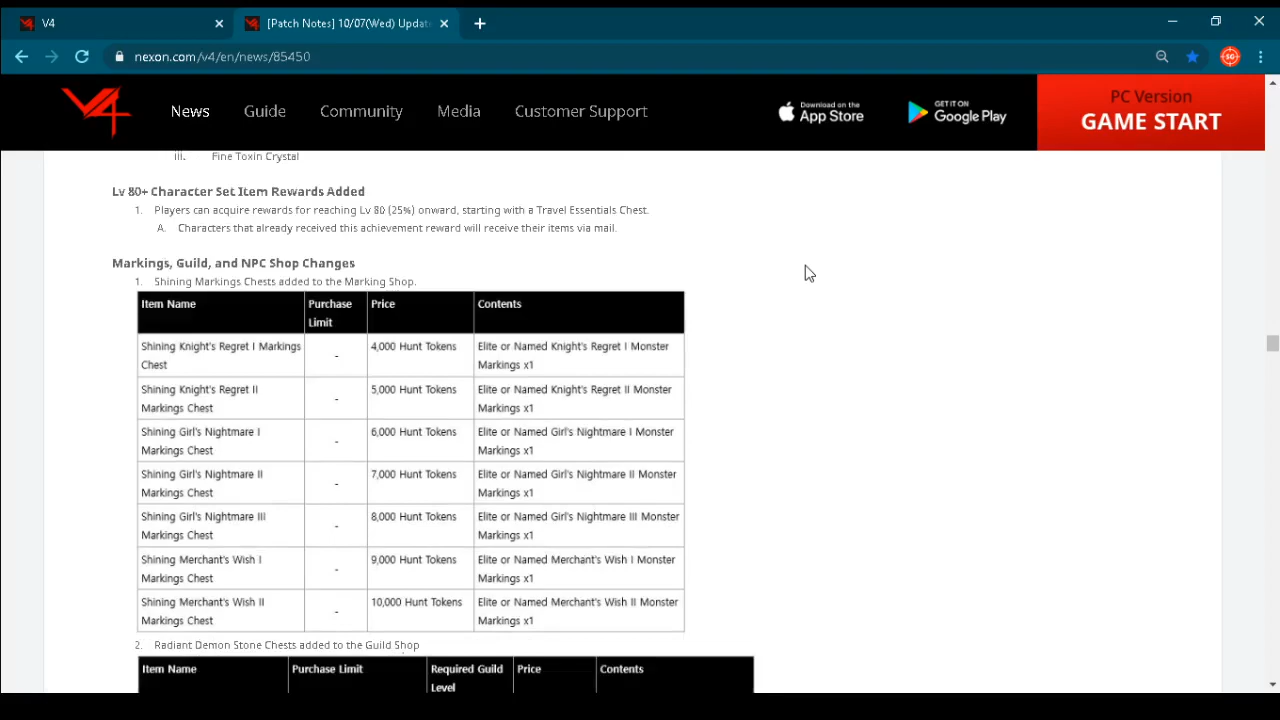 V4
[Patch Notes] 10/07(Wed) Updat
nexon.com/v4/en/news/85450
V4
News
Guide
Community
Media
Customer Support
Download on the
App Store
GET IT ON
Google Play
PC Version
GAME START
iii. Fine Toxin Crystal
Lv 80+ Character Set Item Rewards Added
1. Players can acquire rewards for reaching Lv 80 (25%) onward, starting with a Travel Essentials Chest.
A. Characters that already received this achievement reward will receive their items via mail.
Markings, Guild, and NPC Shop Changes
1. Shining Markings Chests added to the Marking Shop.
Item Name Purchase Limit Price Contents
Shining Knight's Regret I Markings Chest - 4,000 Hunt Tokens Elite or Named Knight's Regret I Monster Markings x1
Shining Knight's Regret II Markings Chest - 5,000 Hunt Tokens Elite or Named Knight's Regret II Monster Markings x1
Shining Girl's Nightmare I Markings Chest - 6,000 Hunt Tokens Elite or Named Girl's Nightmare I Monster Markings x1
Shining Girl's Nightmare II Markings Chest - 7,000 Hunt Tokens Elite or Named Girl's Nightmare II Monster Markings x1
Shining Girl's Nightmare III Markings Chest - 8,000 Hunt Tokens Elite or Named Girl's Nightmare III Monster Markings x1
Shining Merchant's Wish I Markings Chest - 9,000 Hunt Tokens Elite or Named Merchant's Wish I Monster Markings x1
Shining Merchant's Wish II Markings Chest - 10,000 Hunt Tokens Elite or Named Merchant's Wish II Monster Markings x1
2. Radiant Demon Stone Chests added to the Guild Shop
Item Name Purchase Limit Required Guild Level Price Contents